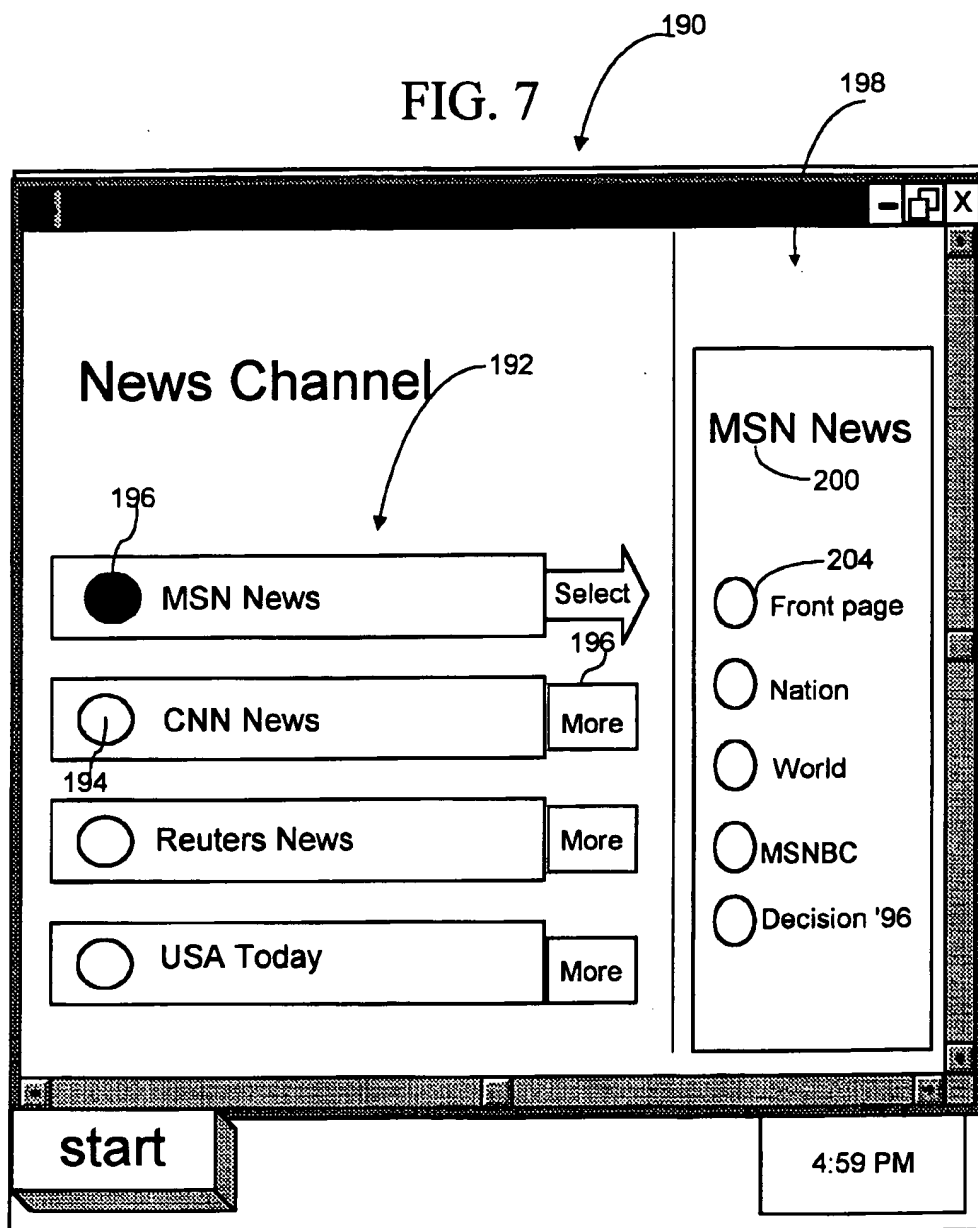 190
FIG. 7
198
X
News Channel
192
MSN News
200
196
MSN News
Select
204
Front page
196
CNN News
More
Nation
194
World
Reuters News
More
MSNBC
Decision '96
USA Today
More
start
4:59 PM